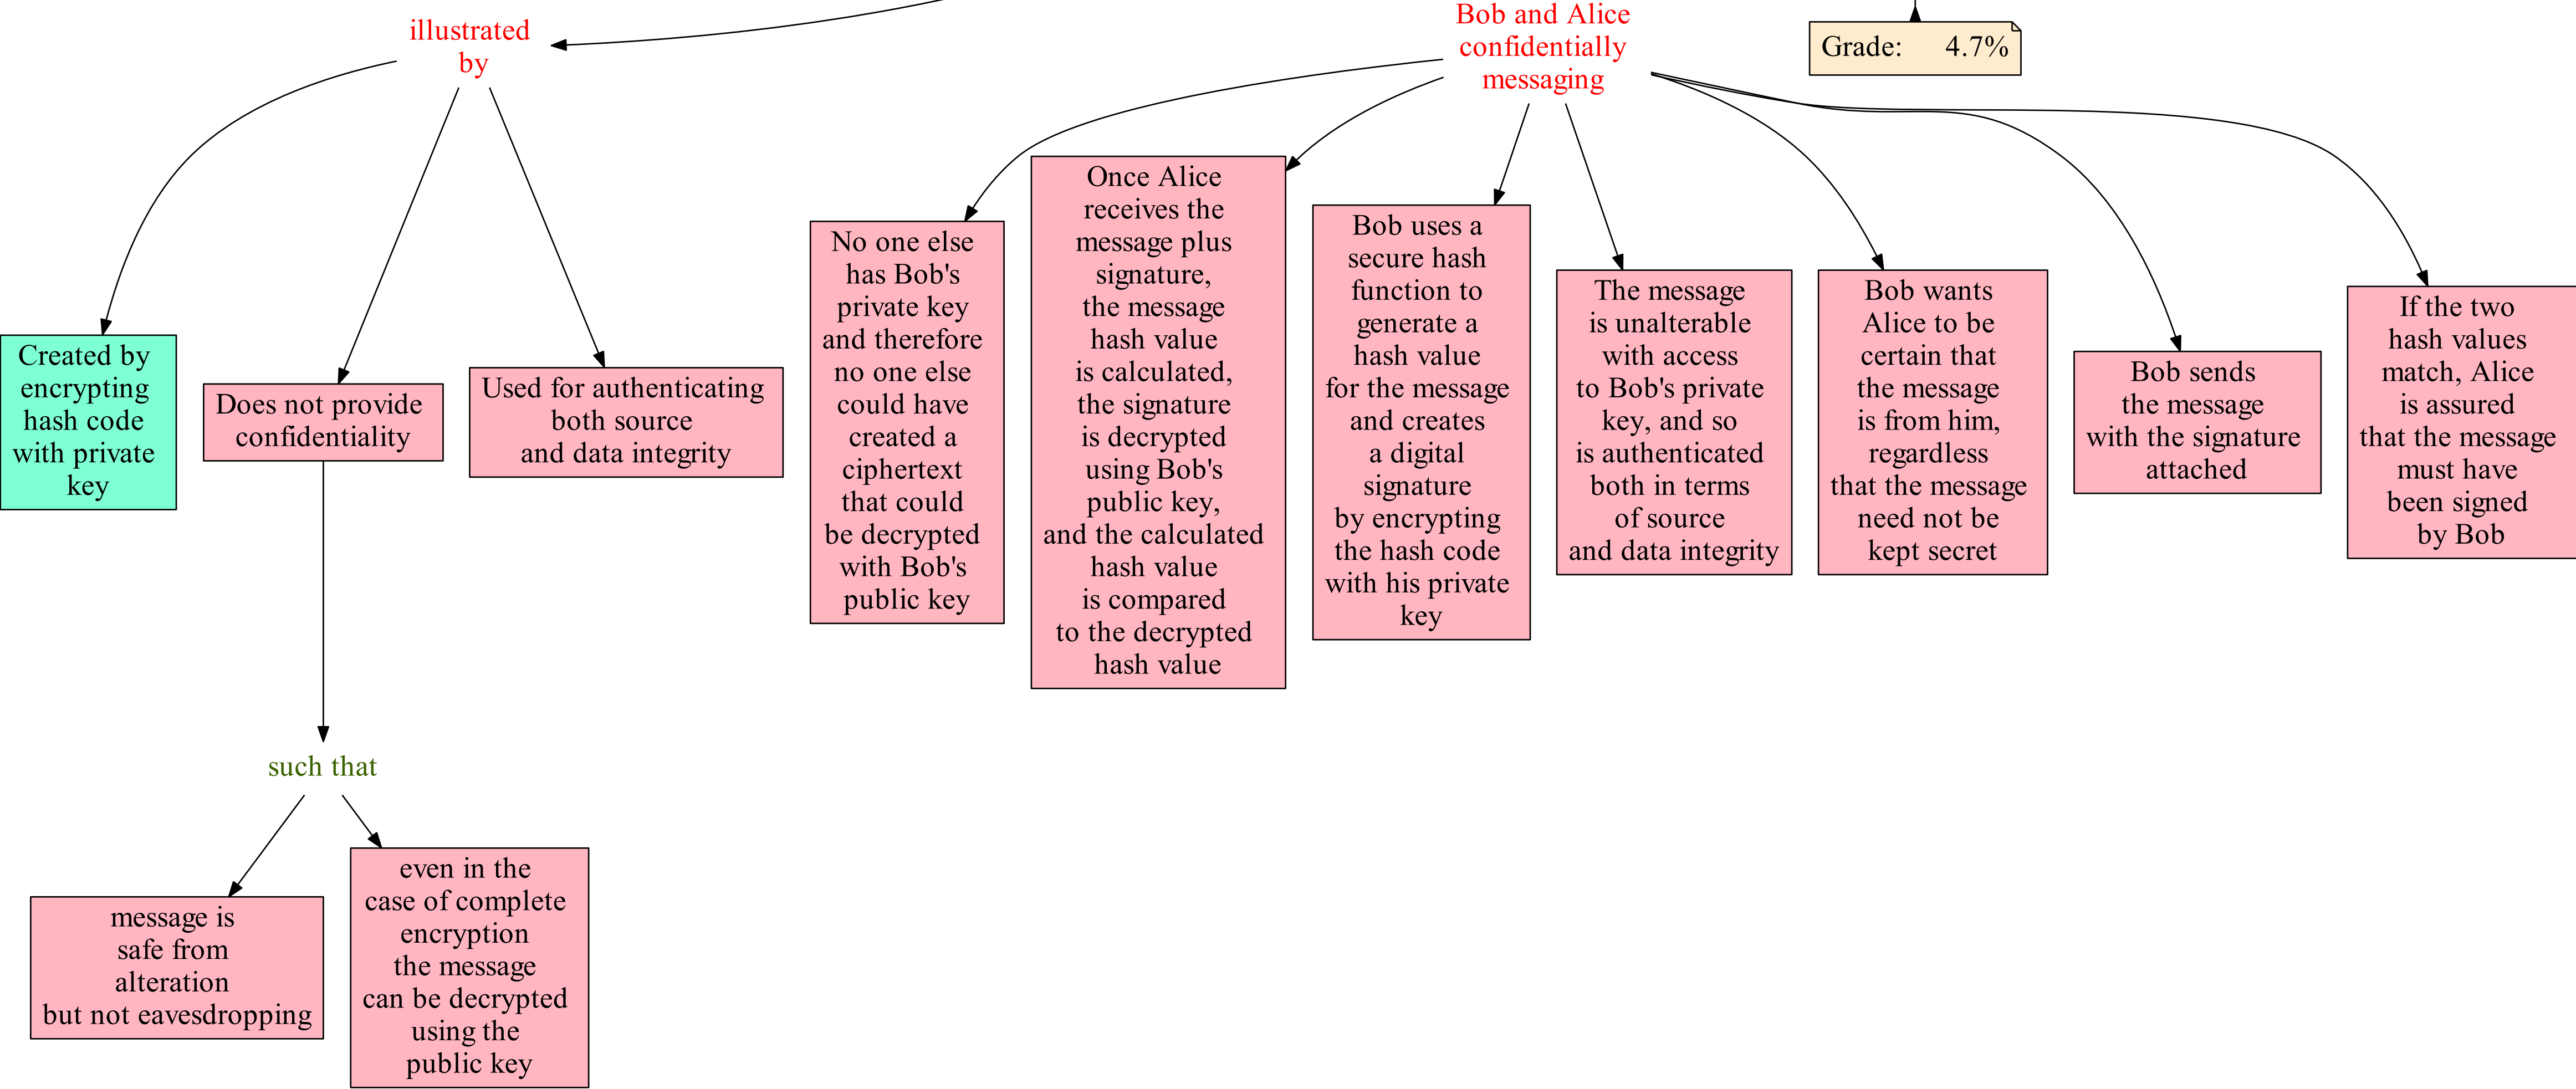 illustrated
by
Bob and Alice
confidentially
messaging
Grade: 4.7%
Created by
encrypting
hash code
with private
key
Does not provide
confidentiality
Used for authenticating
both source
and data integrity
No one else
has Bob's
private key
and therefore
no one else
could have
created a
ciphertext
that could
be decrypted
with Bob's
public key
Once Alice
receives the
message plus
signature,
the message
hash value
is calculated,
the signature
is decrypted
using Bob's
public key,
and the calculated
hash value
is compared
to the decrypted
hash value
Bob uses a
secure hash
function to
generate a
hash value
for the message
and creates
a digital
signature
by encrypting
the hash code
with his private
key
The message
is unalterable
with access
to Bob's private
key, and so
is authenticated
both in terms
of source
and data integrity
Bob wants
Alice to be
certain that
the message
is from him,
regardless
that the message
need not be
kept secret
Bob sends
the message
with the signature
attached
If the two
hash values
match, Alice
is assured
that the message
must have
been signed
by Bob
such that
message is
safe from
alteration
but not eavesdropping
even in the
case of complete
encryption
the message
can be decrypted
using the
public key